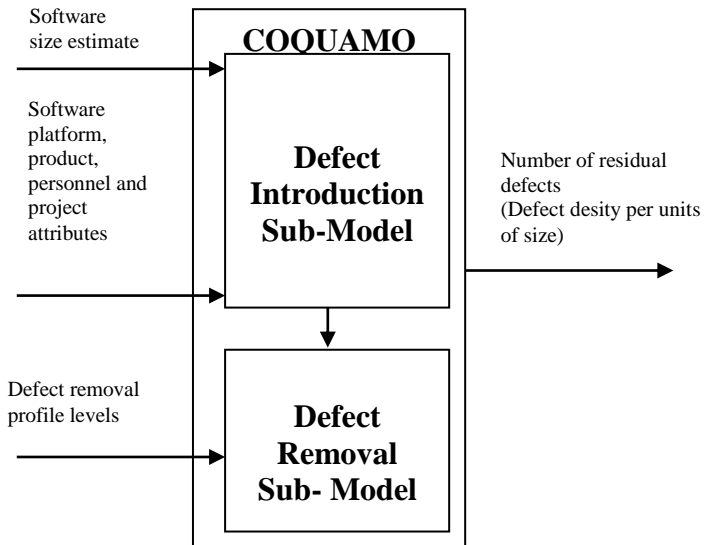 Software
size estimate
COQUAMO
Software
platform,
product,
personnel and
project
attributes
Defect
Introduction
Sub-Model
Number of residual
defects
(Defect desity per units
of size)
Defect removal
profile levels
Defect
Removal
Sub- Model